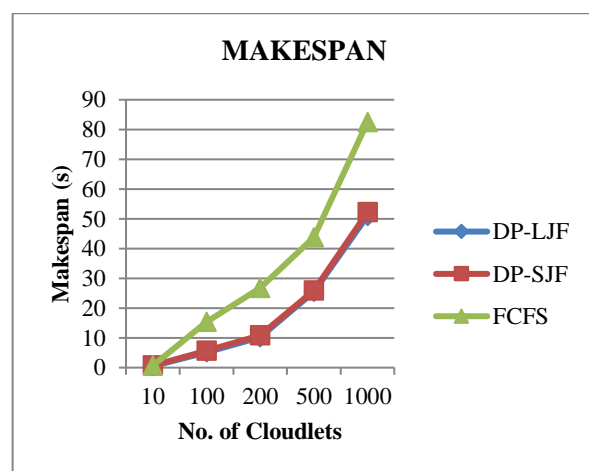 MAKESPAN
90
80
70
60
50
40
30
20
10
0
Makespan (s)
10 100 200 500 1000
No. of Cloudlets
DP-LJF
DP-SJF
FCFS